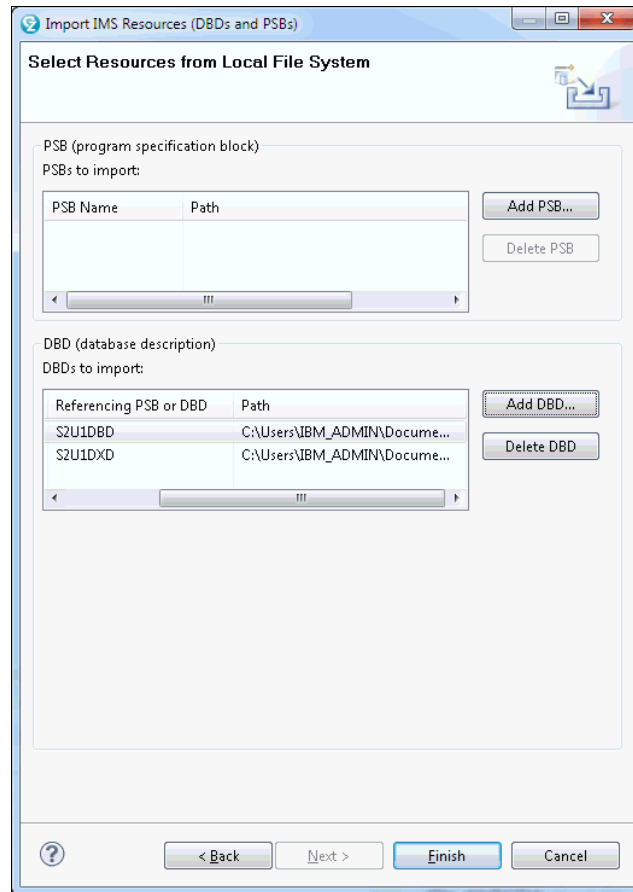 Import IMS Resources (DBDs and PSBs)
Select Resources from Local File System
PSB (program specification block)
PSBs to import:
PSB Name Path
Add PSB...
Delete PSB
DBD (database description)
DBDs to import:
Referencing PSB or DBD Path
S2U1DBD C:\Users\IBM_ADMIN\Docume...
S2U1DXD C:\Users\IBM_ADMIN\Docume...
Add DBD...
Delete DBD
? < Back Next > Finish Cancel